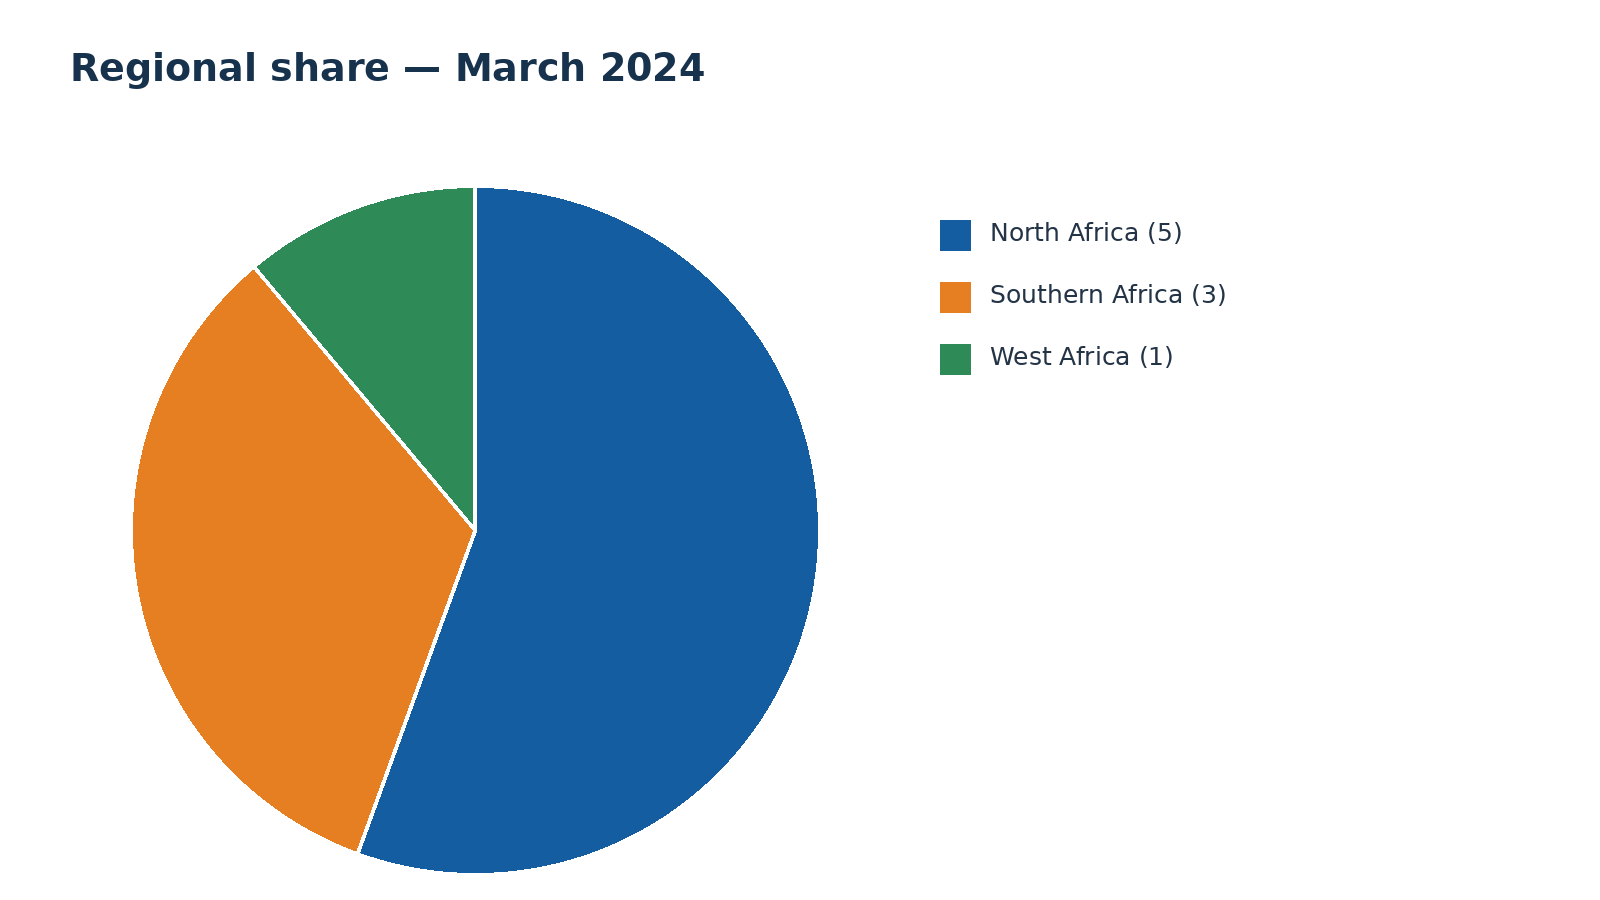 Regional share — March 2024
North Africa (5)
Southern Africa (3)
West Africa (1)